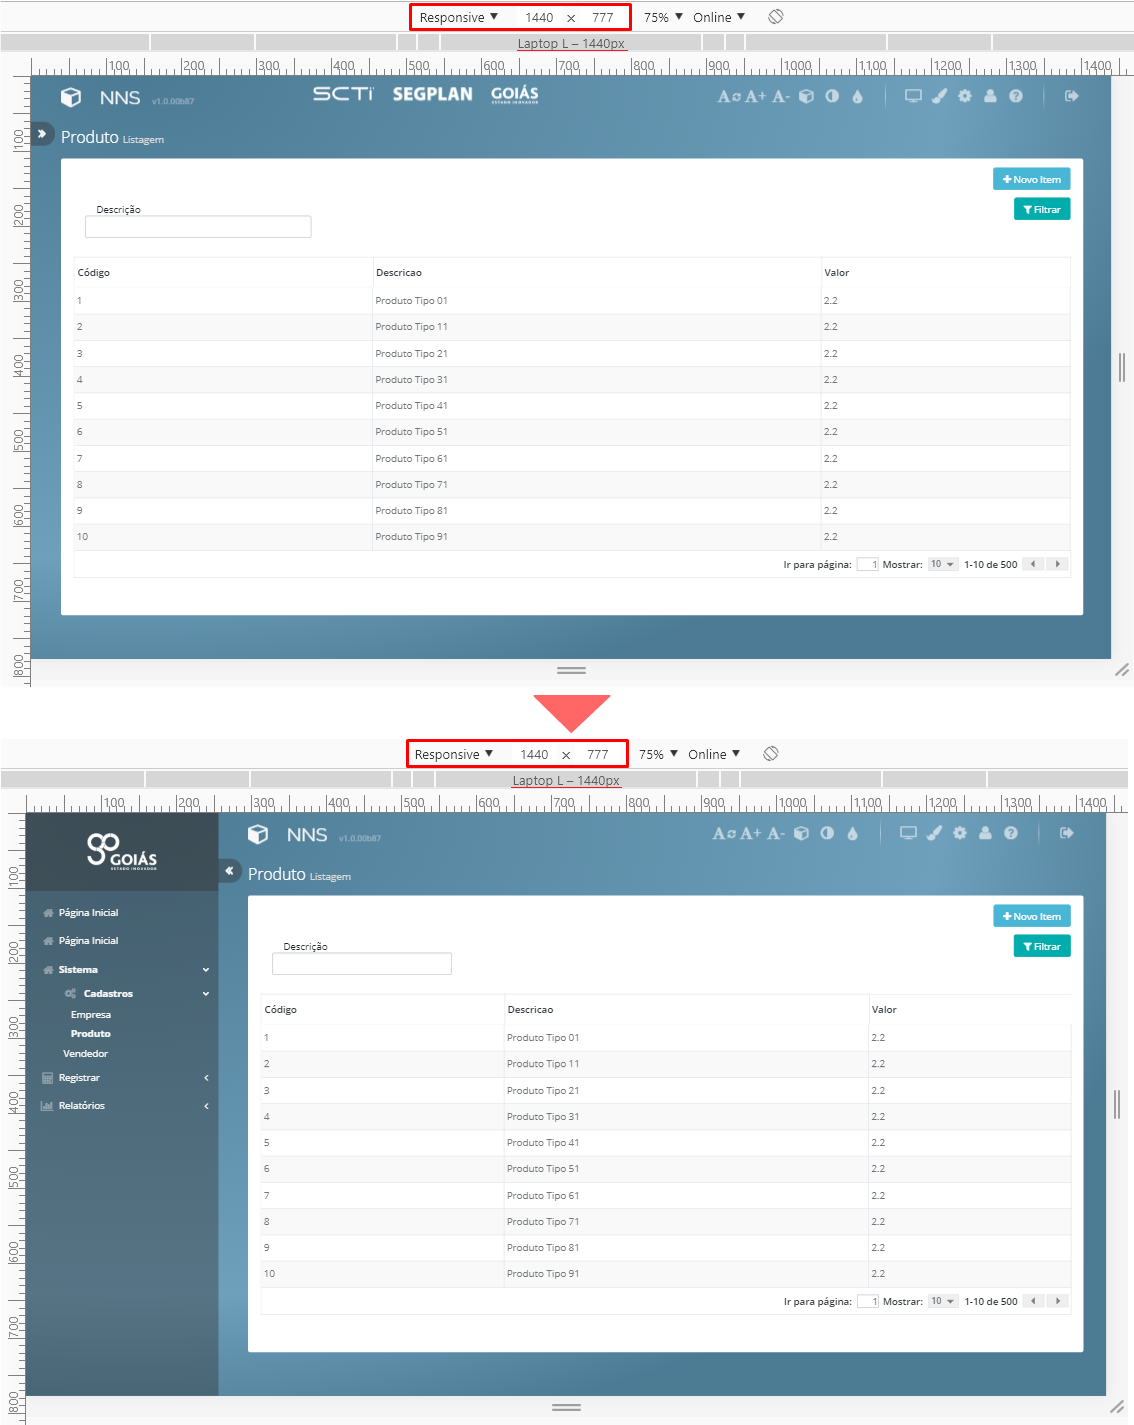 Responsive ▼ 1440 × 777 75% ▼ Online ▼
Laptop L – 1440px
100 200 300 400 500 600 700 800 900 1000 1100 1200 1300 1400
NNS v1.0.00b87 SCTi SEGPLAN GOIÁS ESTADO INOVADOR A A+ A-
Produto Listagem
Novo Item
Filtrar
Descrição
Código Descricao Valor
1 Produto Tipo 01 2.2
2 Produto Tipo 11 2.2
3 Produto Tipo 21 2.2
4 Produto Tipo 31 2.2
5 Produto Tipo 41 2.2
6 Produto Tipo 51 2.2
7 Produto Tipo 61 2.2
8 Produto Tipo 71 2.2
9 Produto Tipo 81 2.2
10 Produto Tipo 91 2.2
Ir para página: 1 Mostrar: 10 1-10 de 500
100 200 300 400 500 600 700 800
Responsive ▼ 1440 × 777 75% ▼ Online ▼
Laptop L – 1440px
100 200 300 400 500 600 700 800 900 1000 1100 1200 1300 1400
GOIÁS
ESTADO INOVADOR
NNS v1.0.00b87 A A+ A-
Produto Listagem
Página Inicial
Página Inicial
Sistema
Cadastros
Empresa
Produto
Vendedor
Registrar
Relatórios
Novo Item
Filtrar
Descrição
Código Descricao Valor
1 Produto Tipo 01 2.2
2 Produto Tipo 11 2.2
3 Produto Tipo 21 2.2
4 Produto Tipo 31 2.2
5 Produto Tipo 41 2.2
6 Produto Tipo 51 2.2
7 Produto Tipo 61 2.2
8 Produto Tipo 71 2.2
9 Produto Tipo 81 2.2
10 Produto Tipo 91 2.2
Ir para página: 1 Mostrar: 10 1-10 de 500
100 200 300 400 500 600 700 800